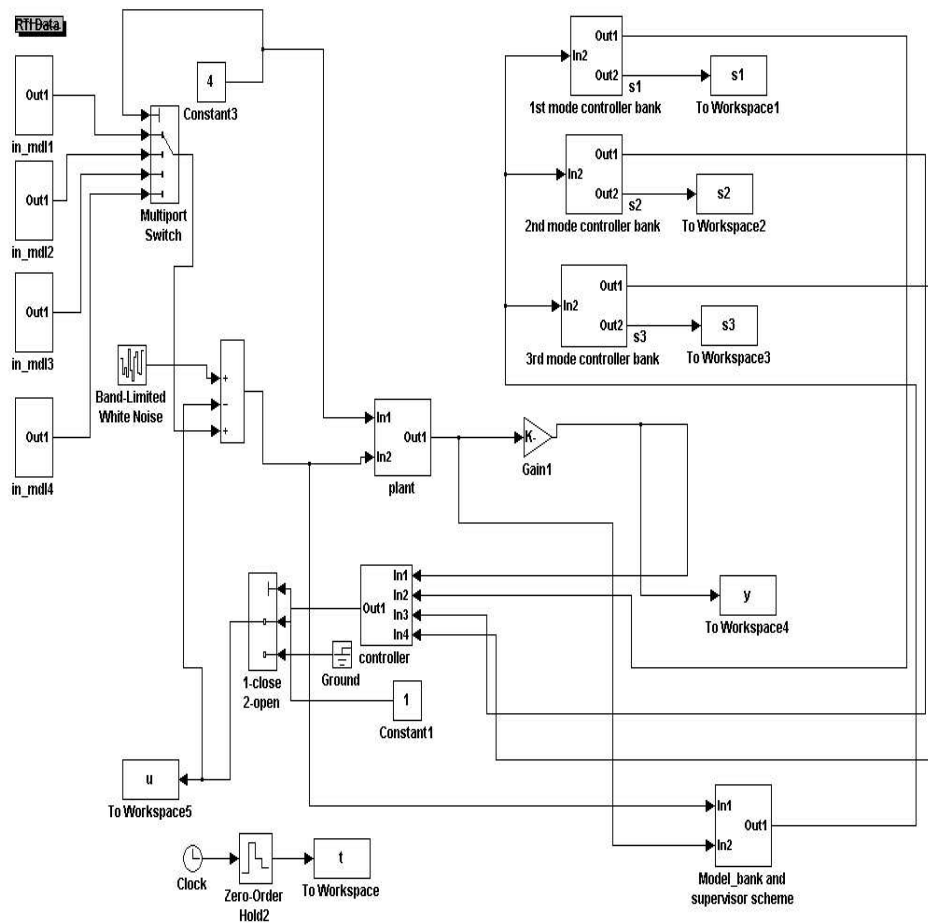 RTI Data
Out1
in_mdl1
Out1
in_mdl2
Out1
in_mdl3
Out1
in_mdl4
4
Constant3
Multiport
Switch
Band-Limited
White Noise
+
−
+
In1
In2
Out1
plant
K-
Gain1
In2
Out1
Out2
s1
1st mode controller bank
s1
To Workspace1
In2
Out1
Out2
s2
2nd mode controller bank
s2
To Workspace2
In2
Out1
Out2
s3
3rd mode controller bank
s3
To Workspace3
In1
In2
In3
In4
Out1
controller
y
To Workspace4
1-close
2-open
Ground
1
Constant1
u
To Workspace5
Clock
Zero-Order
Hold2
t
To Workspace
In1
In2
Out1
Model_bank and
supervisor scheme